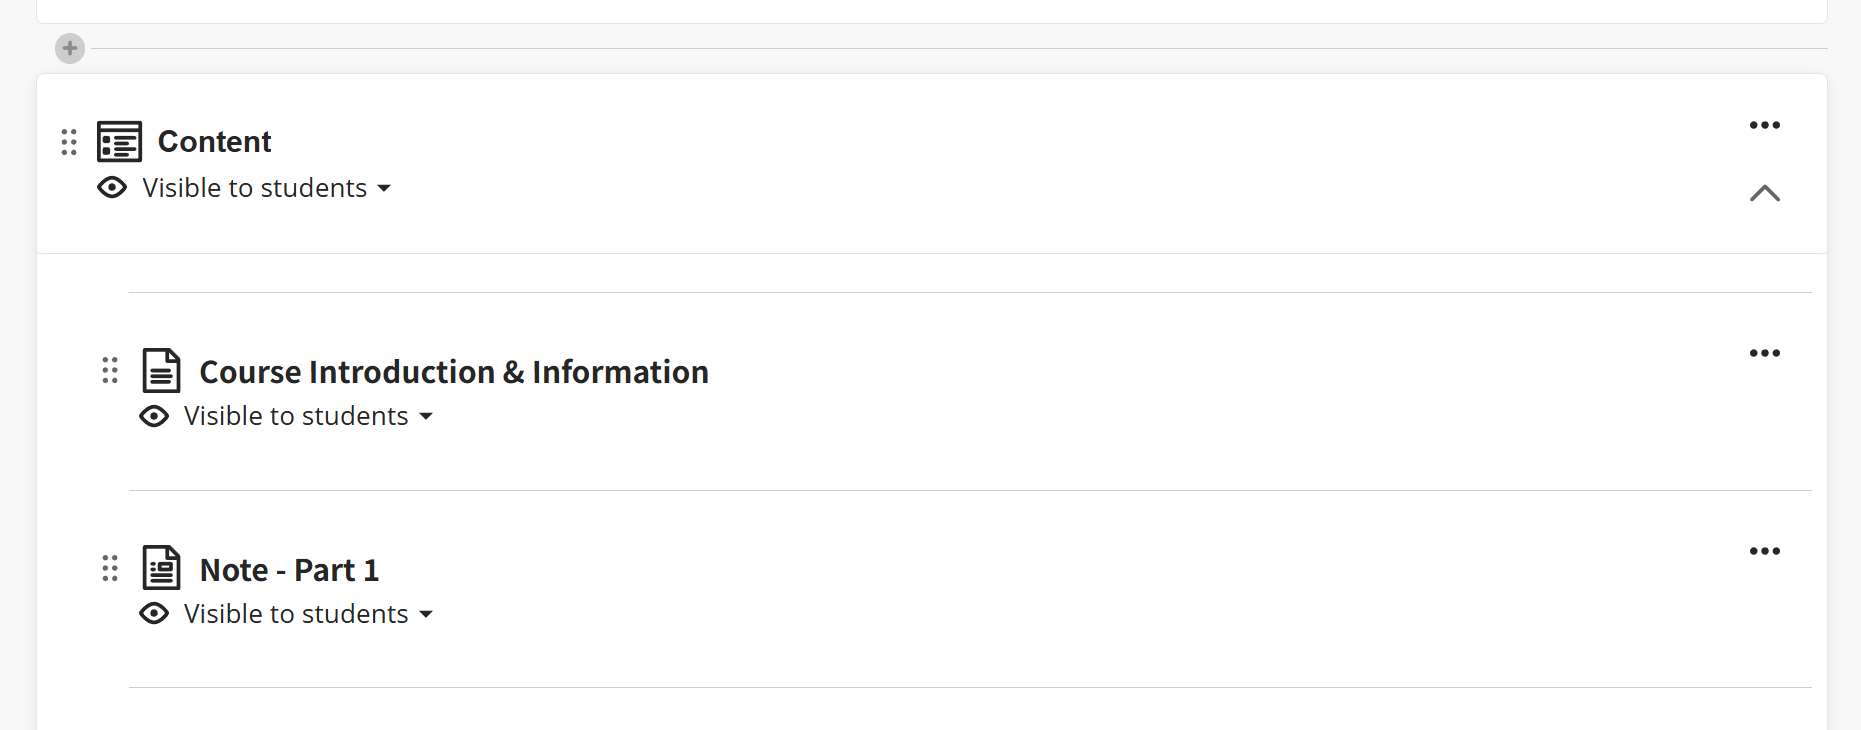 Content
Visible to students
Course Introduction & Information
Visible to students
Note - Part 1
Visible to students